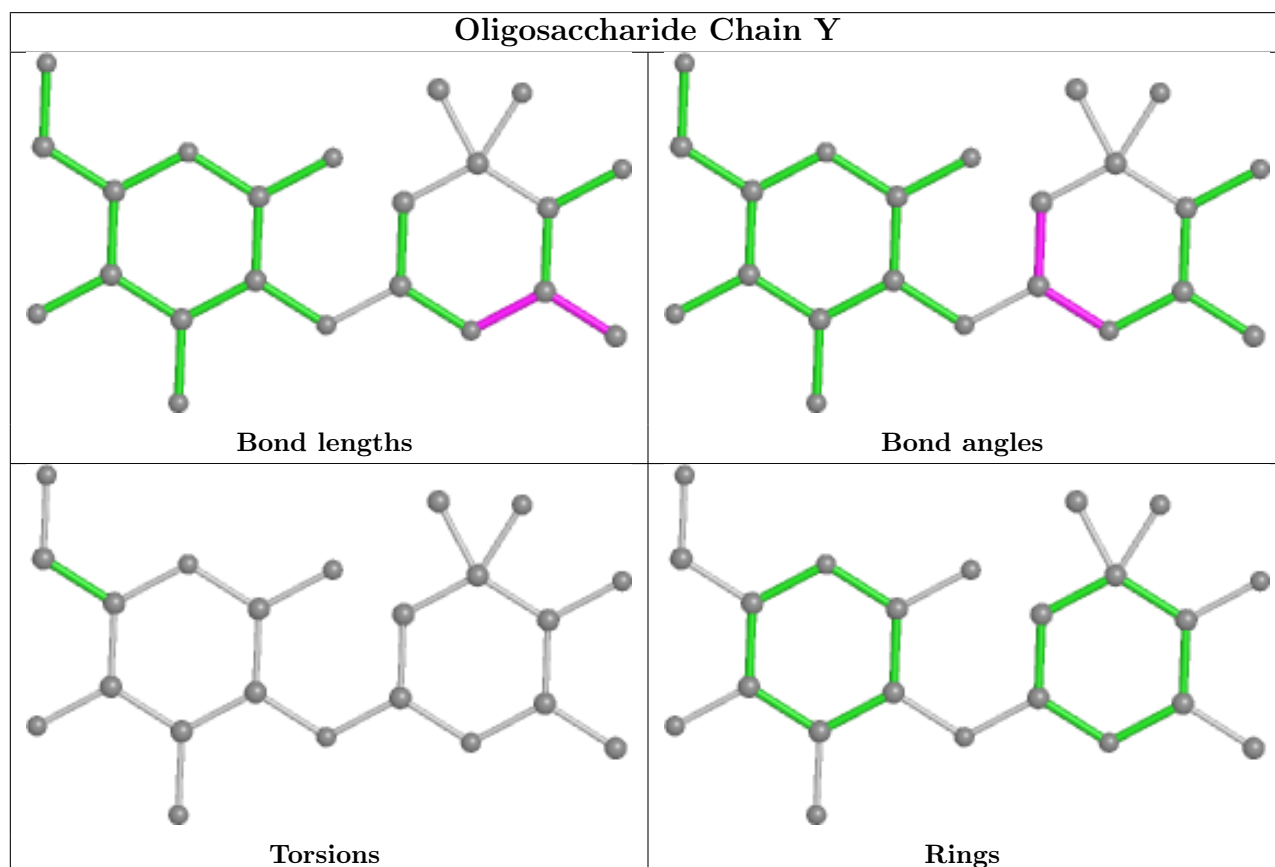 Oligosaccharide Chain Y
Bond lengths
Bond angles
Torsions
Rings